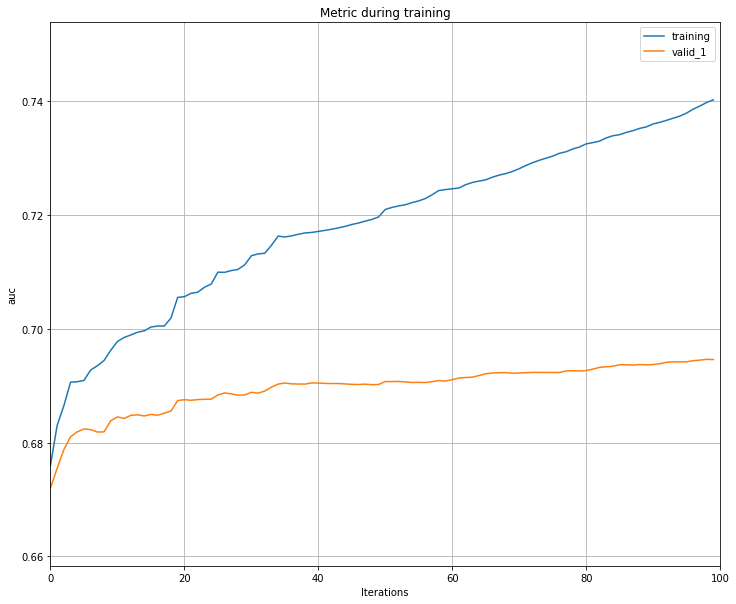 Metric during training
training
valid_1
0.74
0.72
0.70
0.68
0.66
auc
0 20 40 60 80 100
Iterations